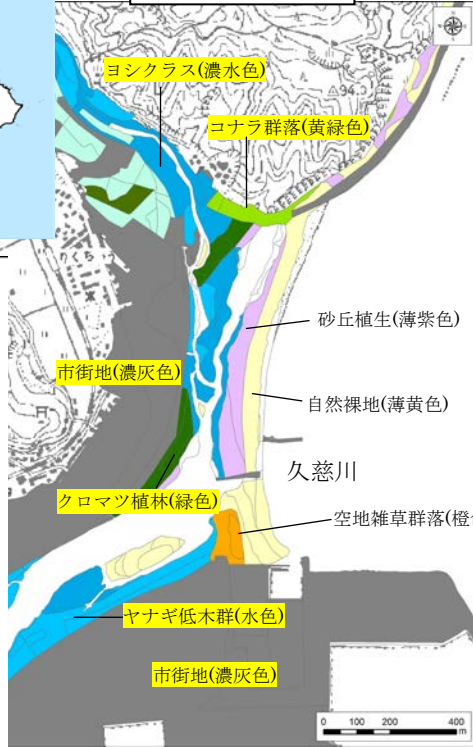 ヨシクラス(濃水色)
94.3
コナラ群落(黄緑色)
くち
砂丘植生(薄紫色)
市街地(濃灰色)
自然裸地(薄黄色)
久慈川
クロマツ植林(緑色)
空地雑草群落(橙
ヤナギ低木群(水色)
市街地(濃灰色)
0 100 200 400
m